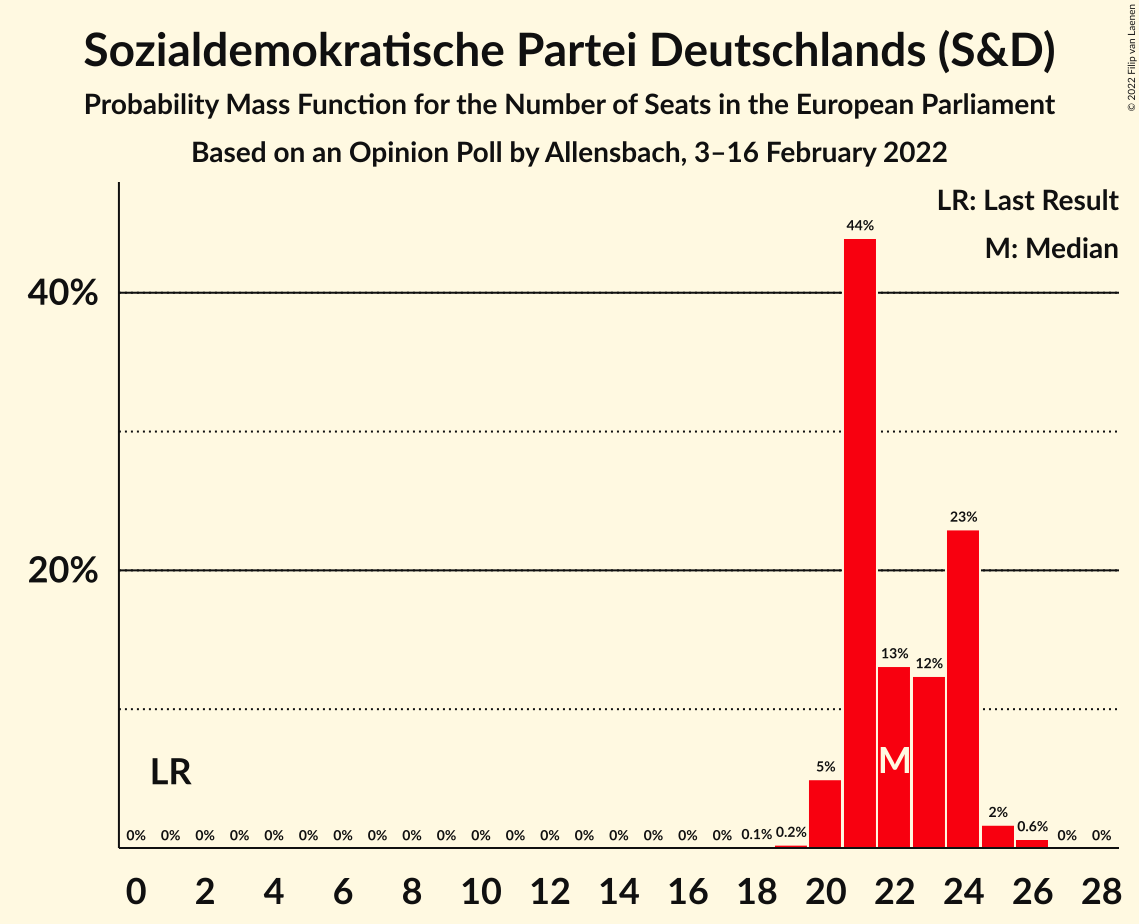 Sozialdemokratische Partei Deutschlands (S&D)
Probability Mass Function for the Number of Seats in the European Parliament
Based on an Opinion Poll by Allensbach, 3–16 February 2022
© 2022 Filip van Laenen
LR: Last Result
M: Median
44%
40%
23%
20%
13%
12%
M
LR
5%
2%
0% 0% 0% 0% 0% 0% 0% 0% 0% 0% 0% 0% 0% 0% 0% 0% 0% 0% 0.1% 0.2% 0.6% 0% 0%
0 2 4 6 8 10 12 14 16 18 20 22 24 26 28